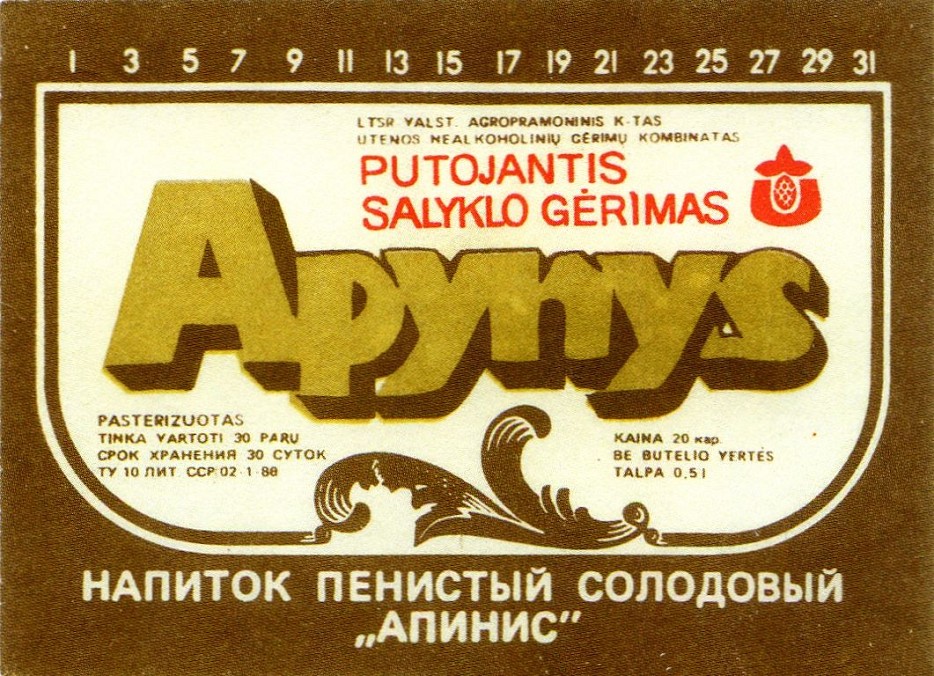 1 3 5 7 9 11 13 15 17 19 21 23 25 27 29 31
LTSR VALST. AGROPRAMONINIS K-TAS
UTENOS NEALKOHOLINIŲ GĖRIMŲ KOMBINATAS
PUTOJANTIS
SALYKLO GĖRIMAS
Apynys
PASTERIZUOTAS
TINKA VARTOTI 30 PARŲ
СРОК ХРАНЕНИЯ 30 СУТОК
ТУ 10 ЛИТ. ССР 02-1-88
KAINA 20 кар.
BE BUTELIO VERTĖS
TALPA 0,5 l
НАПИТОК ПЕНИСТЫЙ СОЛОДОВЫЙ
„АПИНИС”